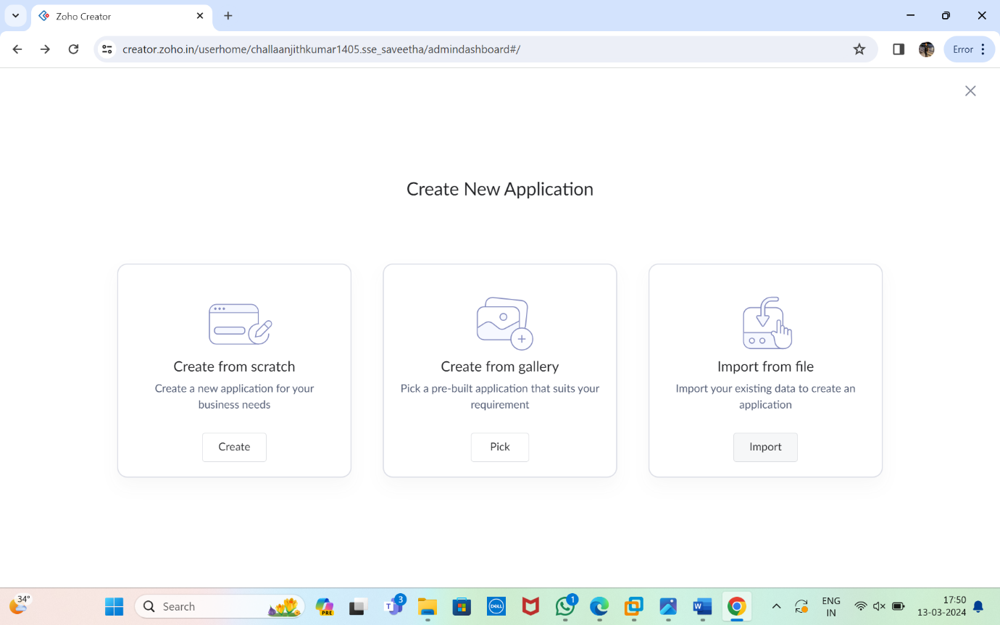 Zoho Creator
creator.zoho.in/userhome/challaanjithkumar1405.sse_saveetha/admindashboard#/
Error
Create New Application
Create from scratch
Create a new application for your
business needs
Create
Create from gallery
Pick a pre-built application that suits your
requirement
Pick
Import from file
Import your existing data to create an
application
Import
34°
Search
PRE
T
3
DELL
1
W
ENG
IN
17:50
13-03-2024